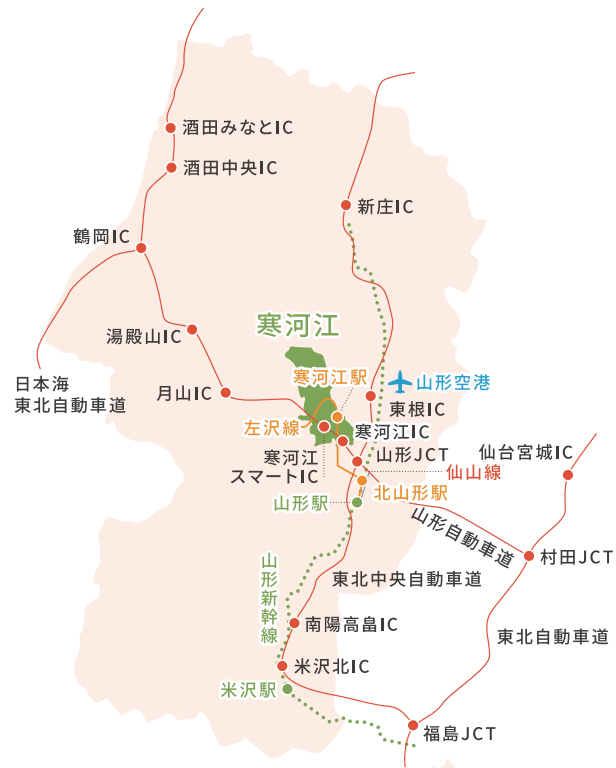 酒田みなとIC
酒田中央IC
新庄IC
鶴岡IC
寒河江
湯殿山IC
寒河江駅
山形空港
日本海
東北自動車道
月山IC
東根IC
左沢線
寒河江IC
寒河江
スマートIC
山形JCT
仙台宮城IC
仙山線
山形駅
北山形駅
山形自動車道
村田JCT
山形新幹線
東北中央自動車道
南陽高畠IC
東北自動車道
米沢北IC
米沢駅
福島JCT